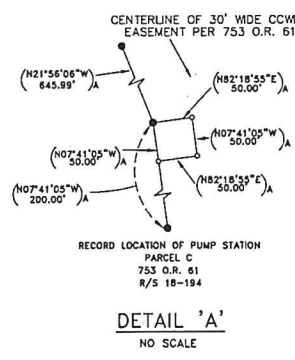 CENTERLINE OF 30' WIDE CCW
EASEMENT PER 753 O.R. 61
(N21°56'06"W)A
645.99'
(N82°18'55"E)A
50.00'
(N07°41'05"W)A
50.00'
(N07°41'05"W)A
50.00'
(N82°18'55"E)A
50.00'
(N07°41'05"W)A
200.00'
RECORD LOCATION OF PUMP STATION
PARCEL C
753 O.R. 61
R/S 18-194
DETAIL 'A'
NO SCALE